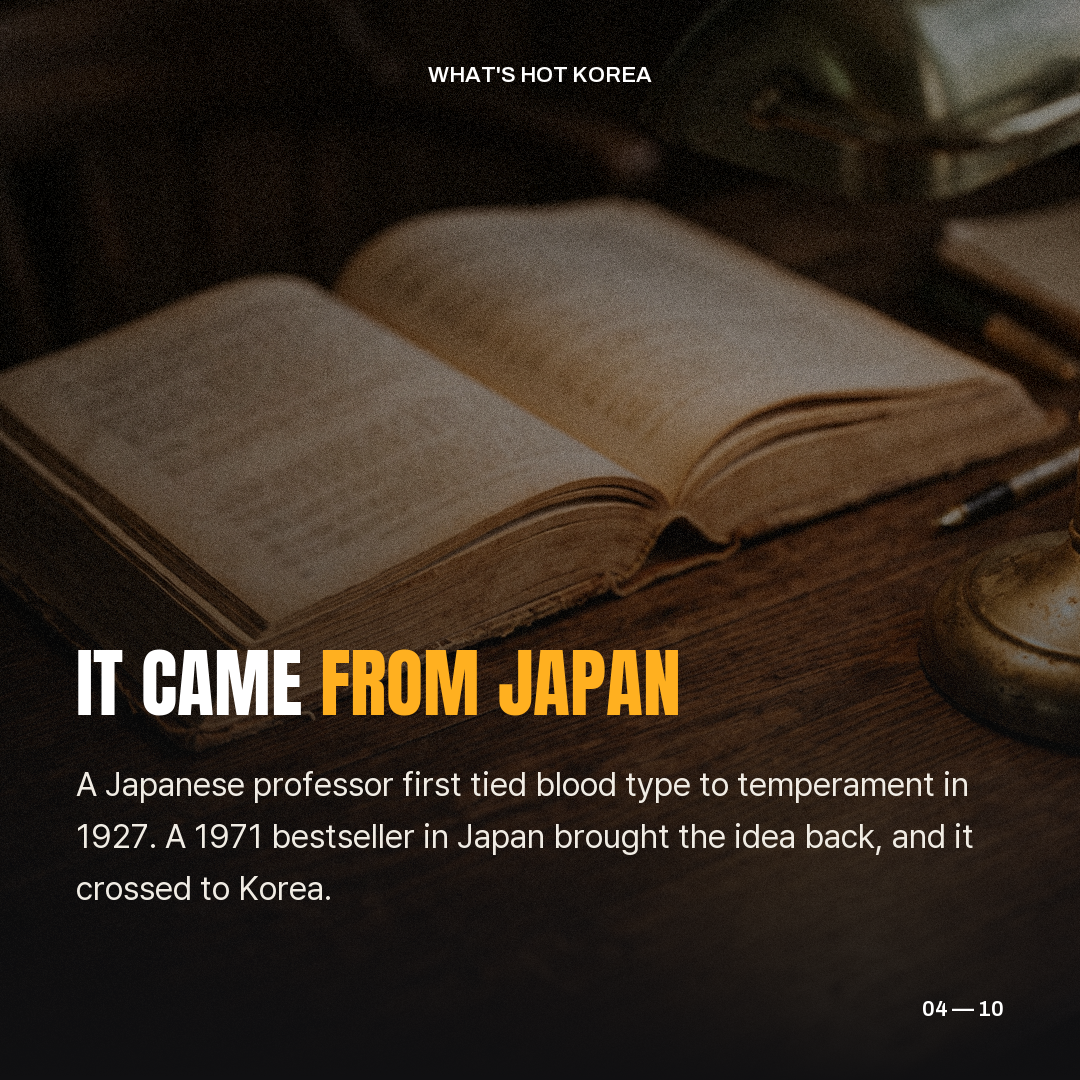 WHAT'S HOT KOREA
IT CAME FROM JAPAN
A Japanese professor first tied blood type to temperament in
1927. A 1971 bestseller in Japan brought the idea back, and it
crossed to Korea.
04 — 10